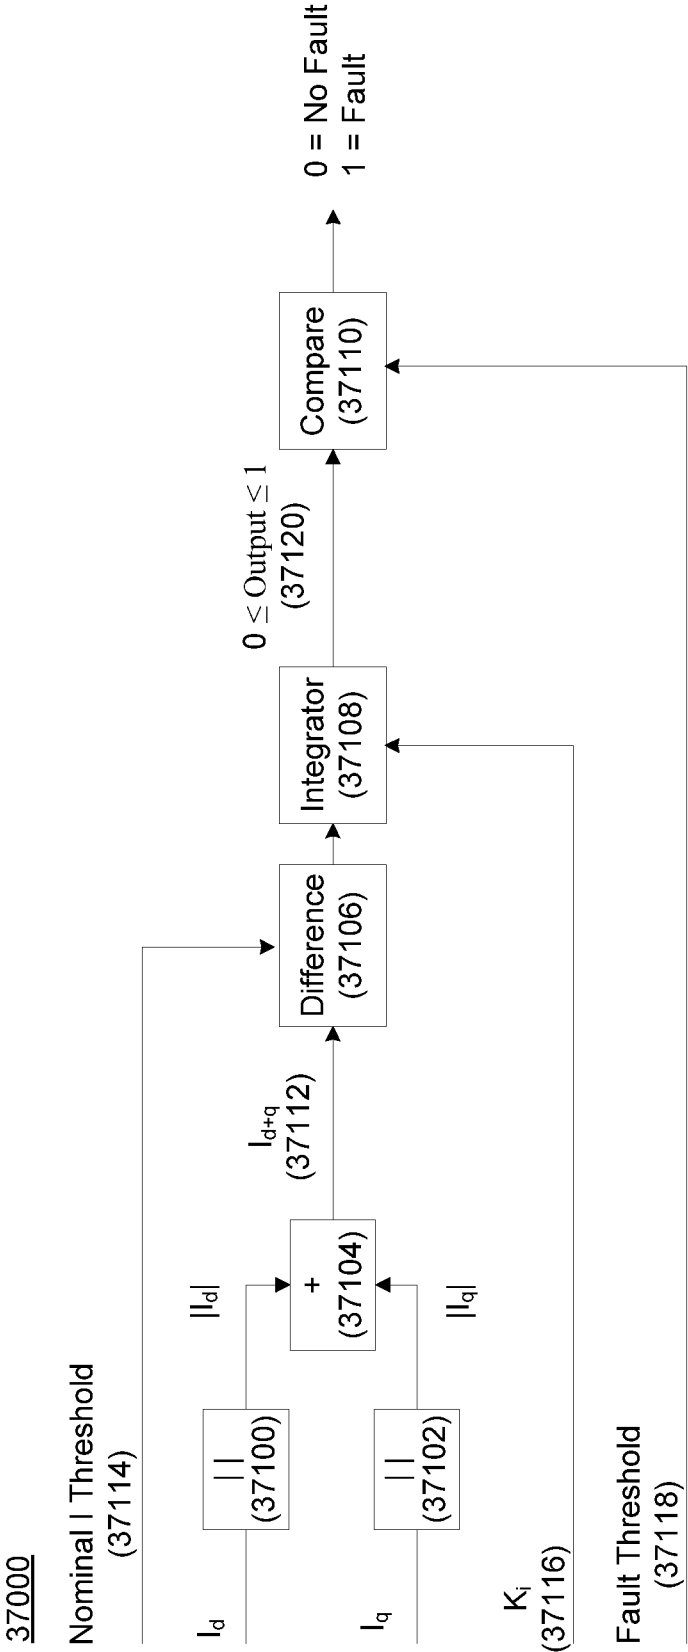 37000
Nominal I Threshold
(37114)
I_d
I_q
K_i
(37116)
Fault Threshold
(37118)
| |
(37100)
| |
(37102)
|I_d|
|I_q|
+
(37104)
I_d+q
(37112)
Difference
(37106)
Integrator
(37108)
0 ≤ Output ≤ 1
(37120)
Compare
(37110)
0 = No Fault
1 = Fault